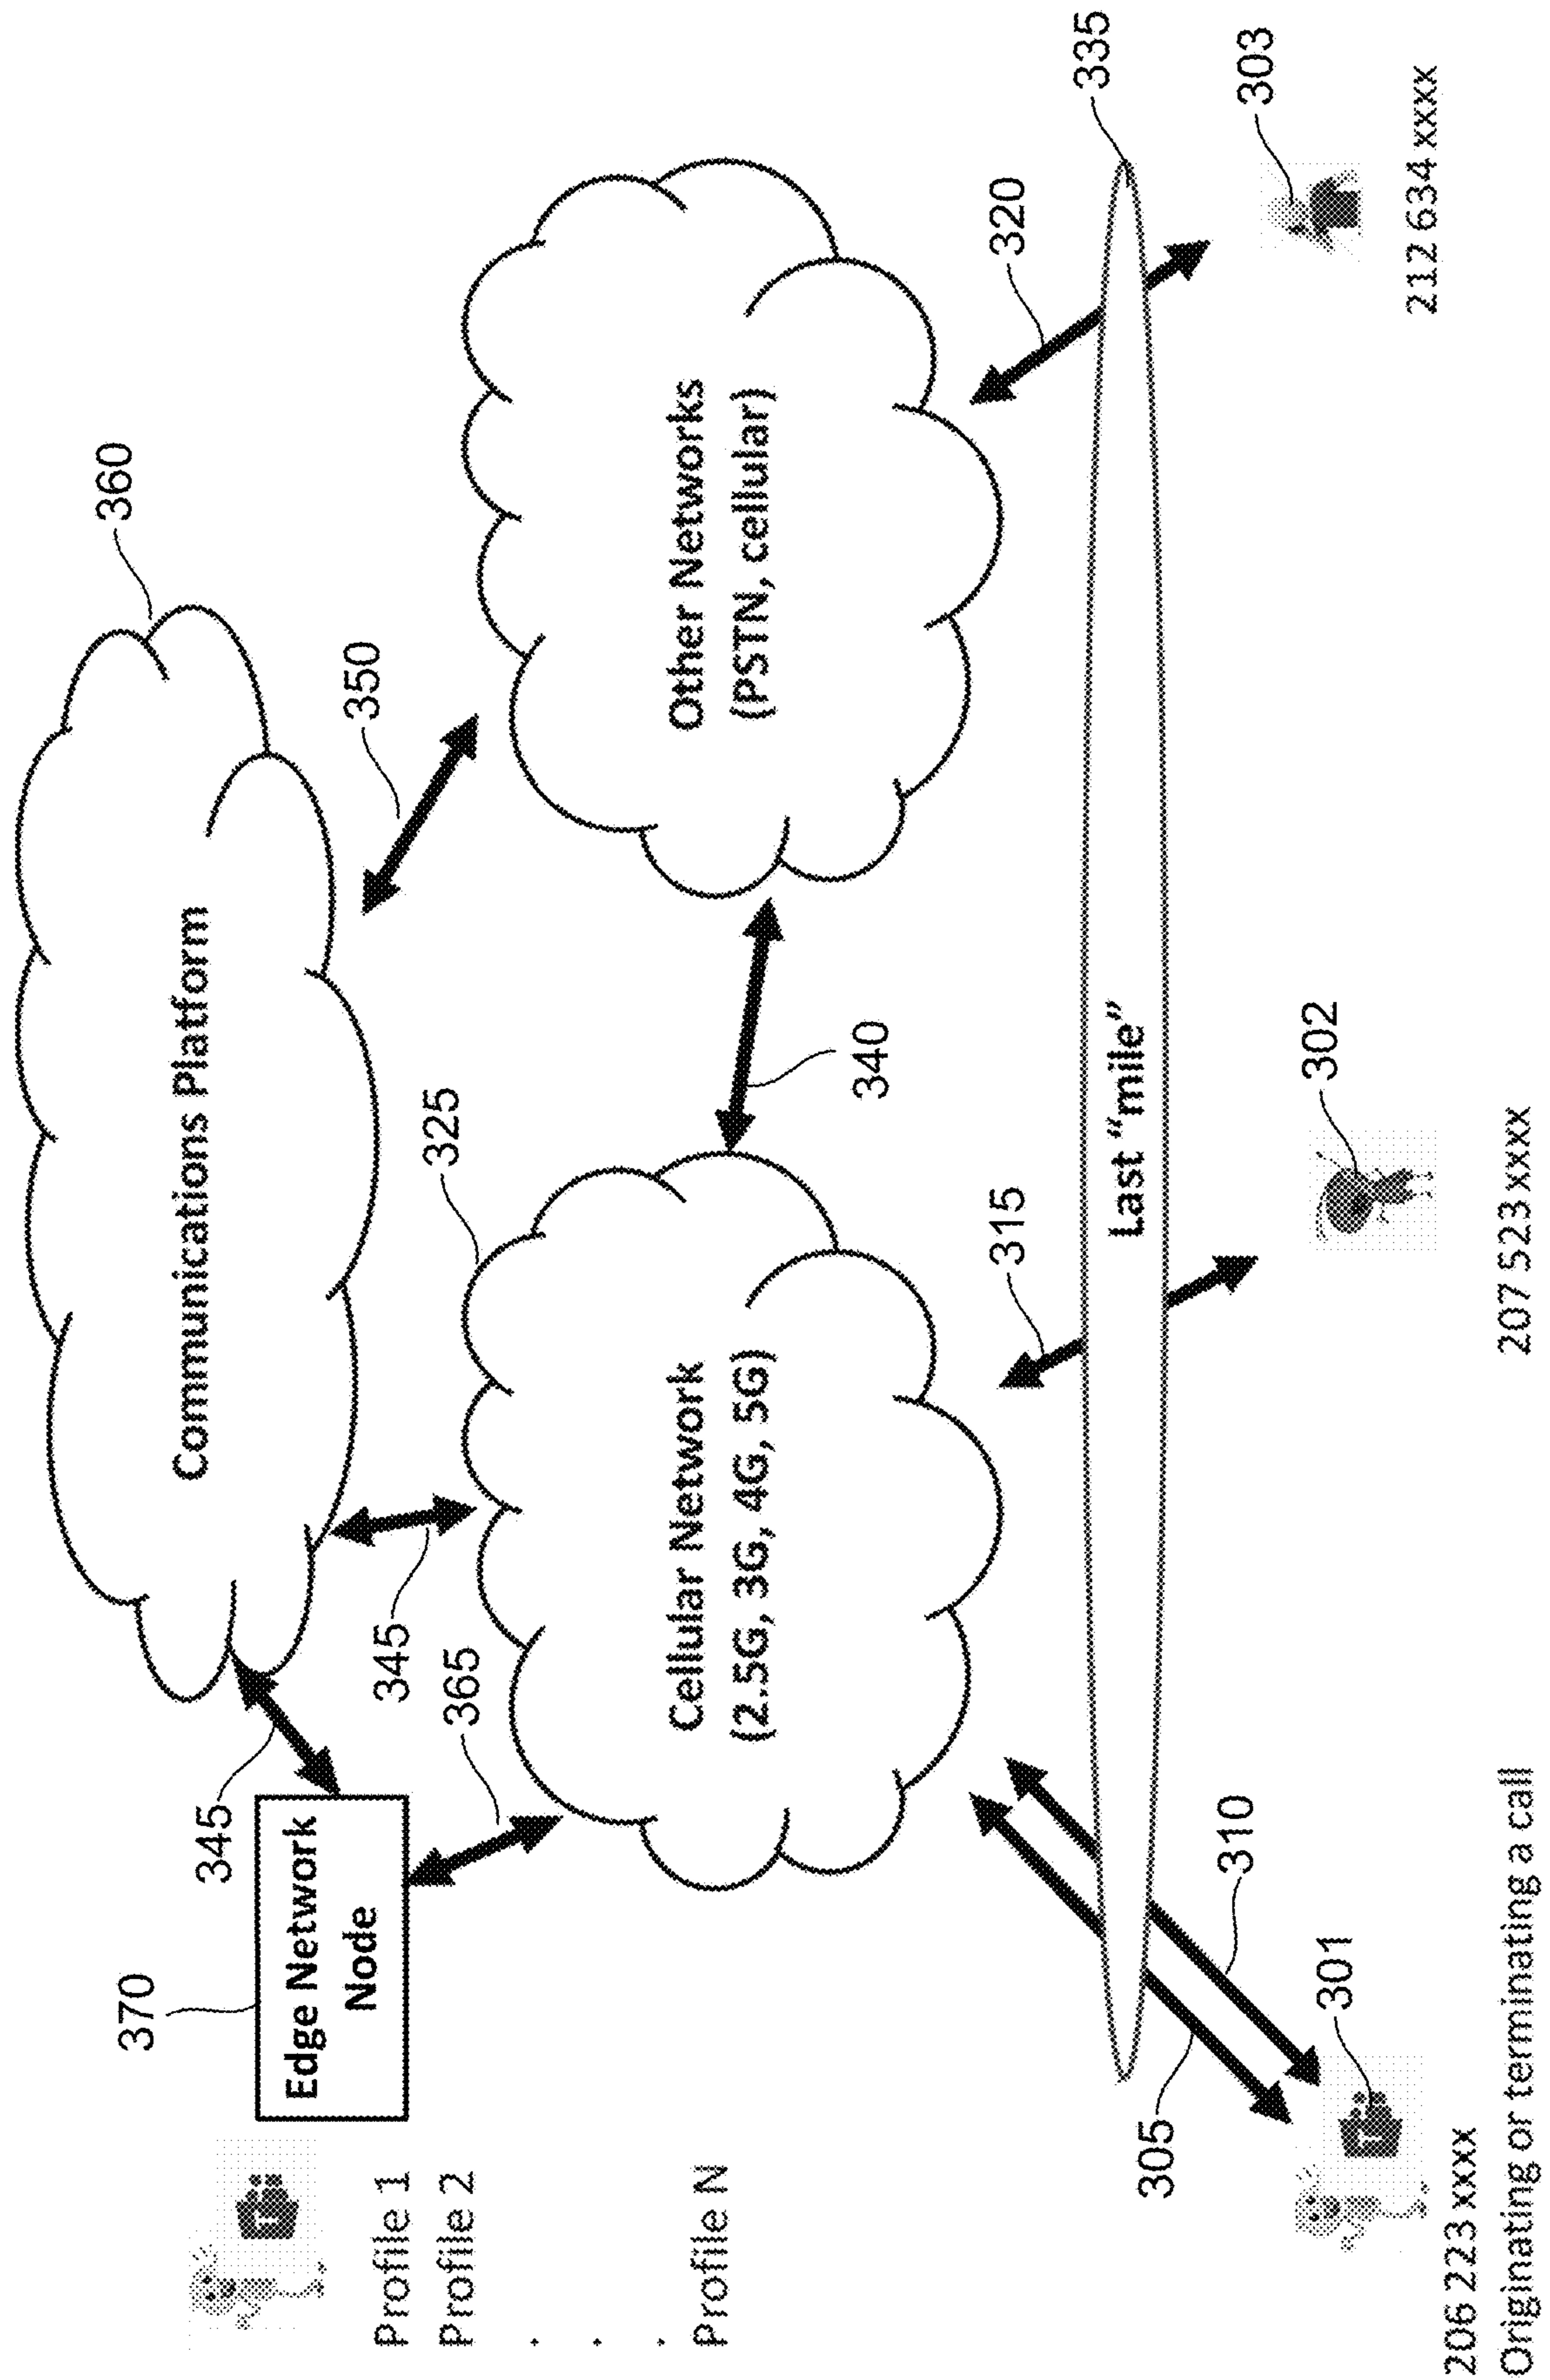 360
Communications Platform
370
345
Edge Network
Node
350
345
365
325
Profile 1
Profile 2
.
.
.
Profile N
Cellular Network
(2.5G, 3G, 4G, 5G)
Other Networks
(PSTN, cellular)
340
315
320
335
Last "mile"
305
310
301
302
303
206 223 xxxx
Originating or terminating a call
207 523 xxxx
212 634 xxxx